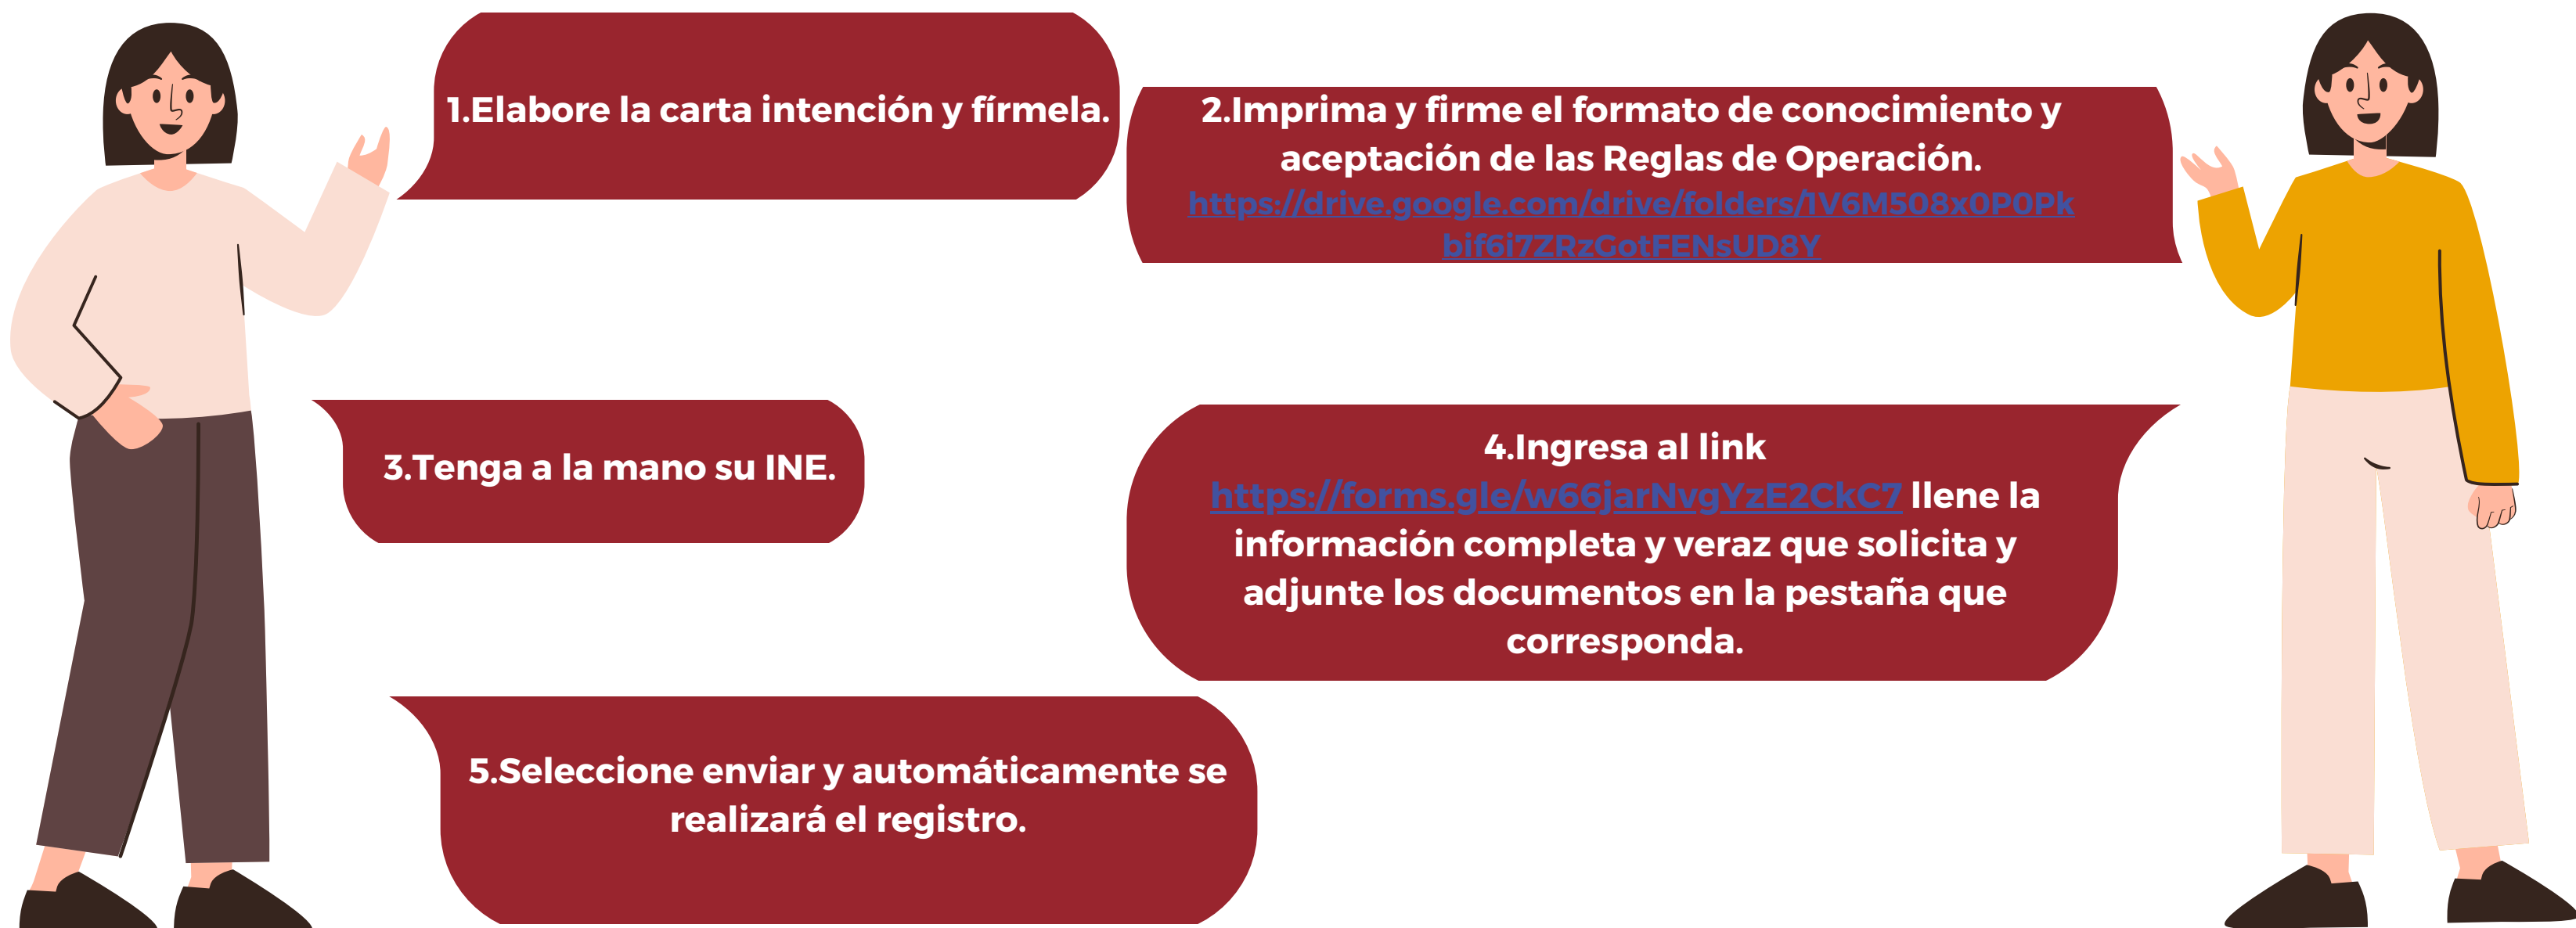 1.Elabore la carta intención y fírmela.
2.Imprima y firme el formato de conocimiento y
aceptación de las Reglas de Operación.
https://drive.google.com/drive/folders/1V6M508x0P0Pk
bif6i7ZRzGotFENsUD8Y
3.Tenga a la mano su INE.
4.Ingresa al link
https://forms.gle/w66jarNvgYzE2CkC7 llene la
información completa y veraz que solicita y
adjunte los documentos en la pestaña que
corresponda.
5.Seleccione enviar y automáticamente se
realizará el registro.